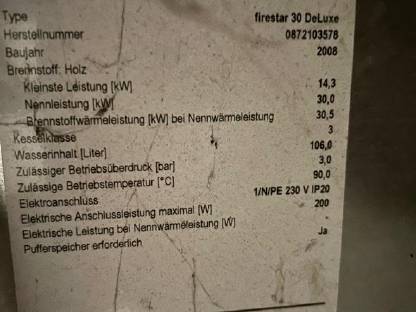 Type firestar 30 DeLuxe
Herstellnummer 0872103578
Baujahr 2008
Brennstoff: Holz
Kleinste Leistung [kW] 14,3
Nennleistung [kW] 30,0
Brennstoffwärmeleistung [kW] bei Nennwärmeleistung 30,5
Kesselklasse 3
Wasserinhalt [Liter] 106,0
Zulässiger Betriebsüberdruck [bar] 3,0
Zulässige Betriebstemperatur [°C] 90,0
Elektroanschluss 1/N/PE 230 V IP20
Elektrische Anschlussleistung maximal [W] 200
Elektrische Leistung bei Nennwärmeleistung [W]
Pufferspeicher erforderlich Ja